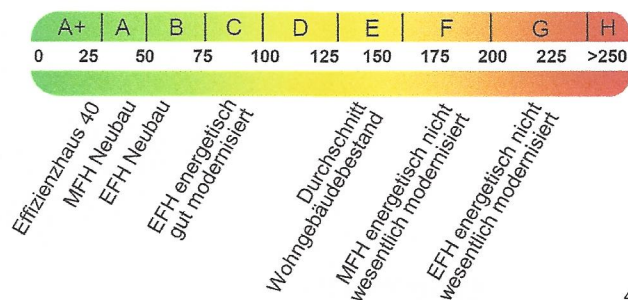 A+ A B C D E F G H
0 25 50 75 100 125 150 175 200 225 >250
Effizienzhaus 40
MFH Neubau
EFH Neubau
EFH energetisch
gut modernisiert
Durchschnitt
Wohngebäudebestand
MFH energetisch nicht
wesentlich modernisiert
EFH energetisch nicht
wesentlich modernisiert